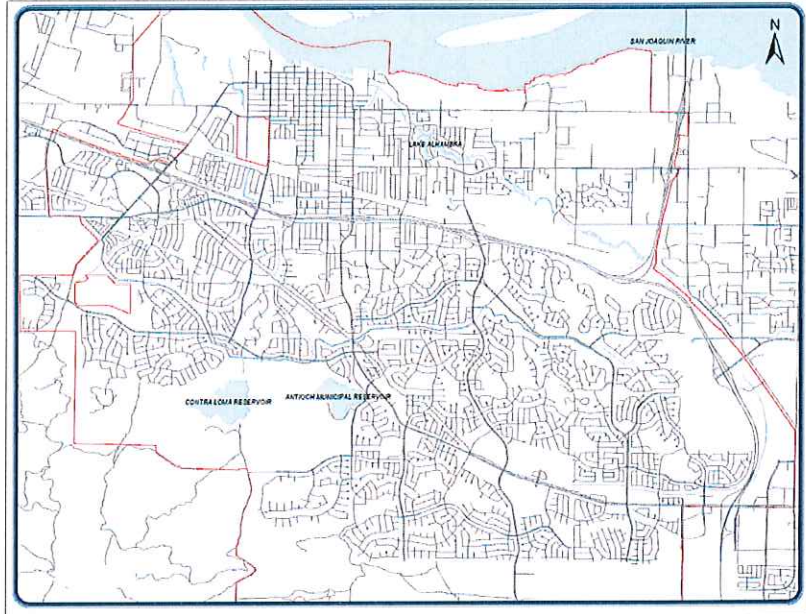 SAN JOAQUIN RIVER
N
LAKE ALHAMBRA
CONTRA LOMA RESERVOIR
ANTIOCH MUNICIPAL RESERVOIR